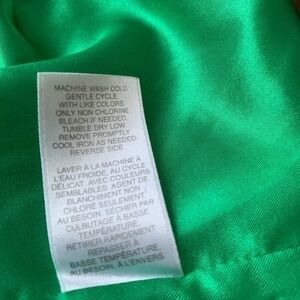 MACHINE WASH COLD
GENTLE CYCLE
WITH LIKE COLORS
ONLY NON CHLORINE
BLEACH IF NEEDED
TUMBLE DRY LOW
REMOVE PROMPTLY
COOL IRON AS NEEDED
REVERSE SIDE
LAVER À LA MACHINE À
L'EAU FROIDE, AU CYCLE
DÉLICAT, AVEC COULEURS
SEMBLABLES. AGENT DE
BLANCHIMENT NON
CHLORÉ SEULEMENT,
AU BESOIN. SÉCHER PAR
CULBUTAGE À BASSE
TEMPÉRATURE
RETIRER RAPIDEMENT
REPASSER À
BASSE TEMPÉRATURE,
AU BESOIN, À L'ENVERS